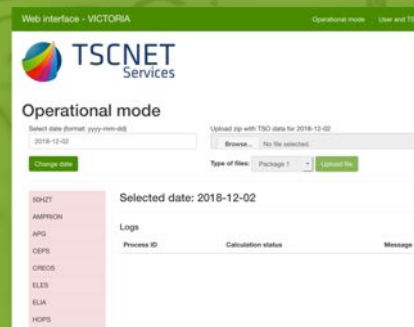 Web interface - VICTORIA
Operational mode
User and TS
TSCNET
Services
Operational mode
Select date (format: yyyy-mm-dd)
Upload zip with TSO data for 2018-12-02
2018-12-02
Browse... No file selected.
Change date
Type of files: Package 1 Upload file
50HZT
Selected date: 2018-12-02
AMPRION
APG
Logs
CEPS
Process ID Calculation status Message
CREOS
ELES
ELIA
HOPS